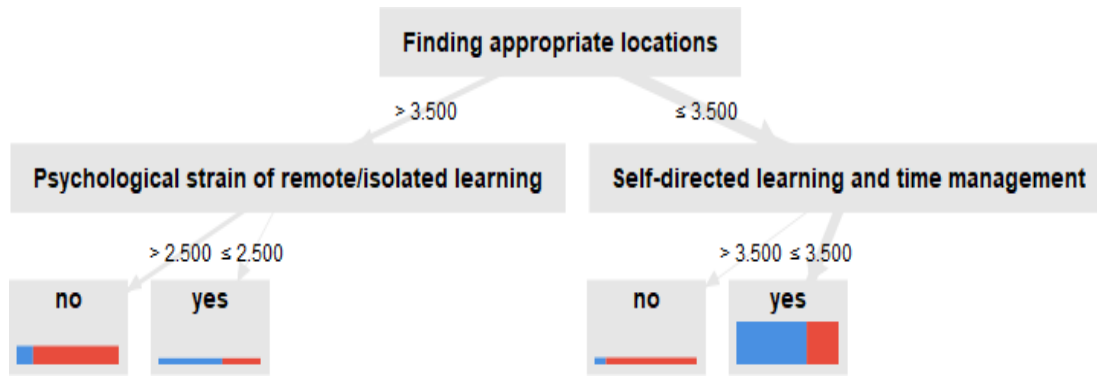 Finding appropriate locations
> 3.500
≤ 3.500
Psychological strain of remote/isolated learning
Self-directed learning and time management
> 2.500 ≤ 2.500
> 3.500 ≤ 3.500
no
yes
no
yes